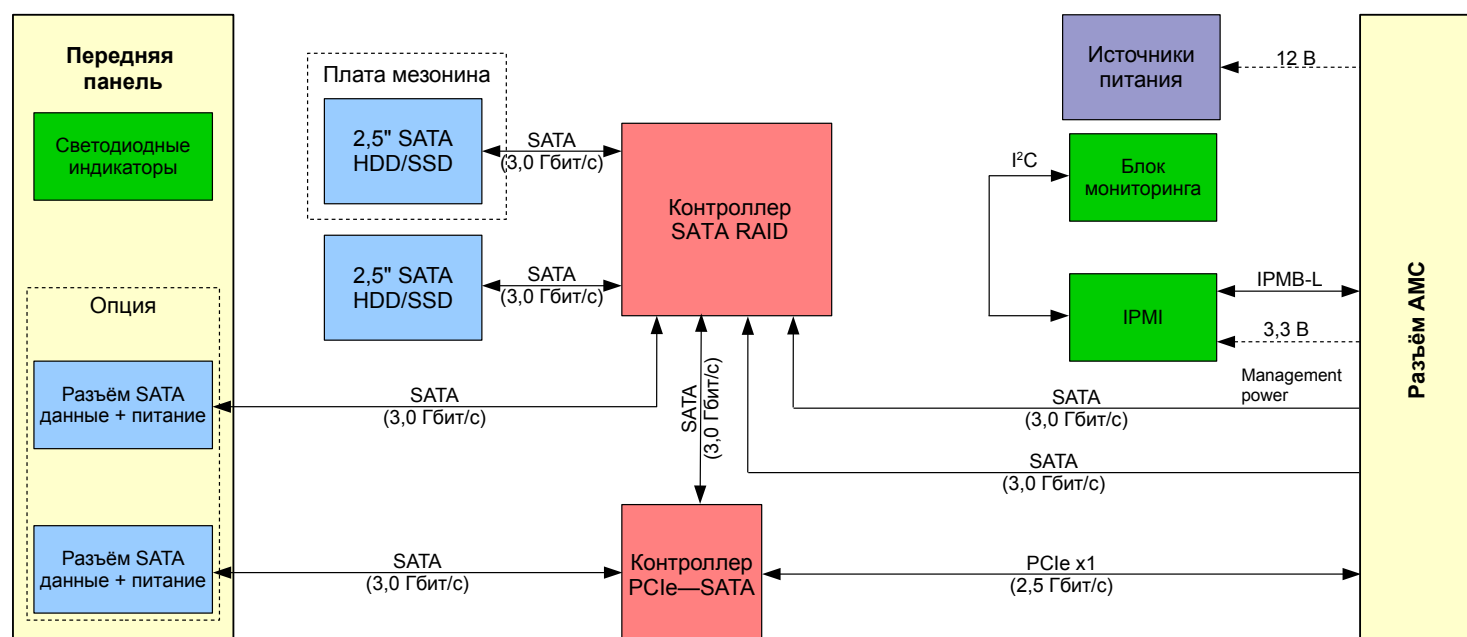 Передняя
панель
Светодиодные
индикаторы
Опция
Разъём SATA
данные + питание
Разъём SATA
данные + питание
Плата мезонина
2,5" SATA
HDD/SSD
2,5" SATA
HDD/SSD
SATA
(3,0 Гбит/с)
SATA
(3,0 Гбит/с)
SATA
(3,0 Гбит/с)
SATA
(3,0 Гбит/с)
Контроллер
SATA RAID
SATA
(3,0 Гбит/с)
Контроллер
PCIe—SATA
Источники
питания
12 В
I²C
Блок
мониторинга
IPMI
IPMB-L
3,3 В
Management
power
SATA
(3,0 Гбит/с)
SATA
(3,0 Гбит/с)
PCIe x1
(2,5 Гбит/с)
Разъём AMC